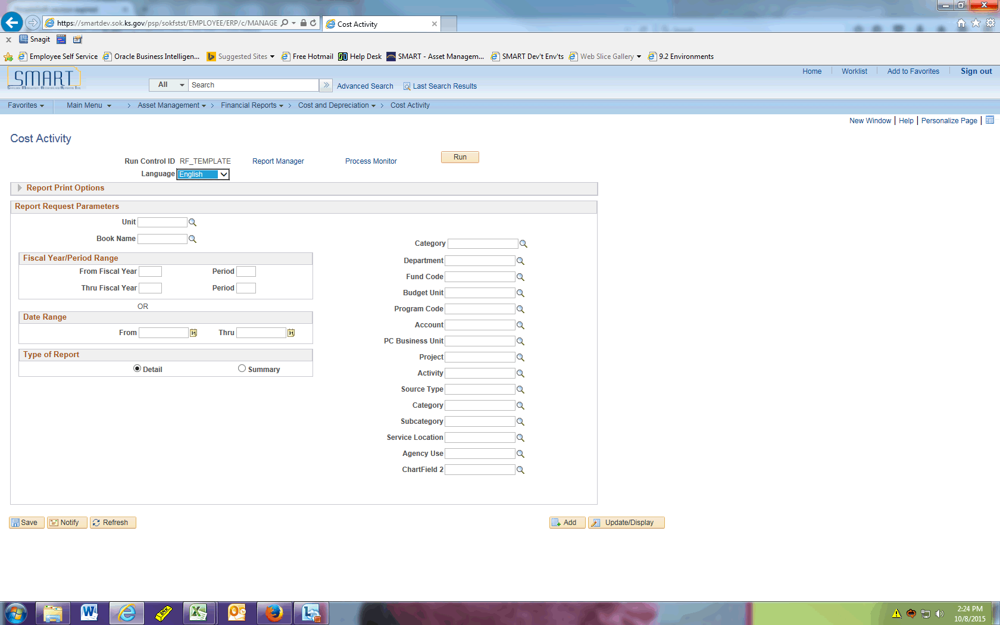 https://smartdev.sok.ks.gov/psp/sokfstst/EMPLOYEE/ERP/c/MANAGE
Cost Activity
Snagit
Employee Self Service Oracle Business Intelligen... Suggested Sites Free Hotmail Help Desk SMART - Asset Managem... SMART Dev't Env'ts Web Slice Gallery 9.2 Environments
SMART
Home Worklist Add to Favorites Sign out
All Search Advanced Search Last Search Results
Favorites Main Menu > Asset Management > Financial Reports > Cost and Depreciation > Cost Activity
New Window | Help | Personalize Page |
Cost Activity
Run Control ID RF_TEMPLATE Report Manager Process Monitor Run
Language English
Report Print Options
Report Request Parameters
Unit
Book Name
Fiscal Year/Period Range
From Fiscal Year Period
Thru Fiscal Year Period
OR
Date Range
From 31 Thru 31
Type of Report
Detail Summary
Category
Department
Fund Code
Budget Unit
Program Code
Account
PC Business Unit
Project
Activity
Source Type
Category
Subcategory
Service Location
Agency Use
ChartField 2
Save Notify Refresh Add Update/Display
2:24 PM
10/8/2015